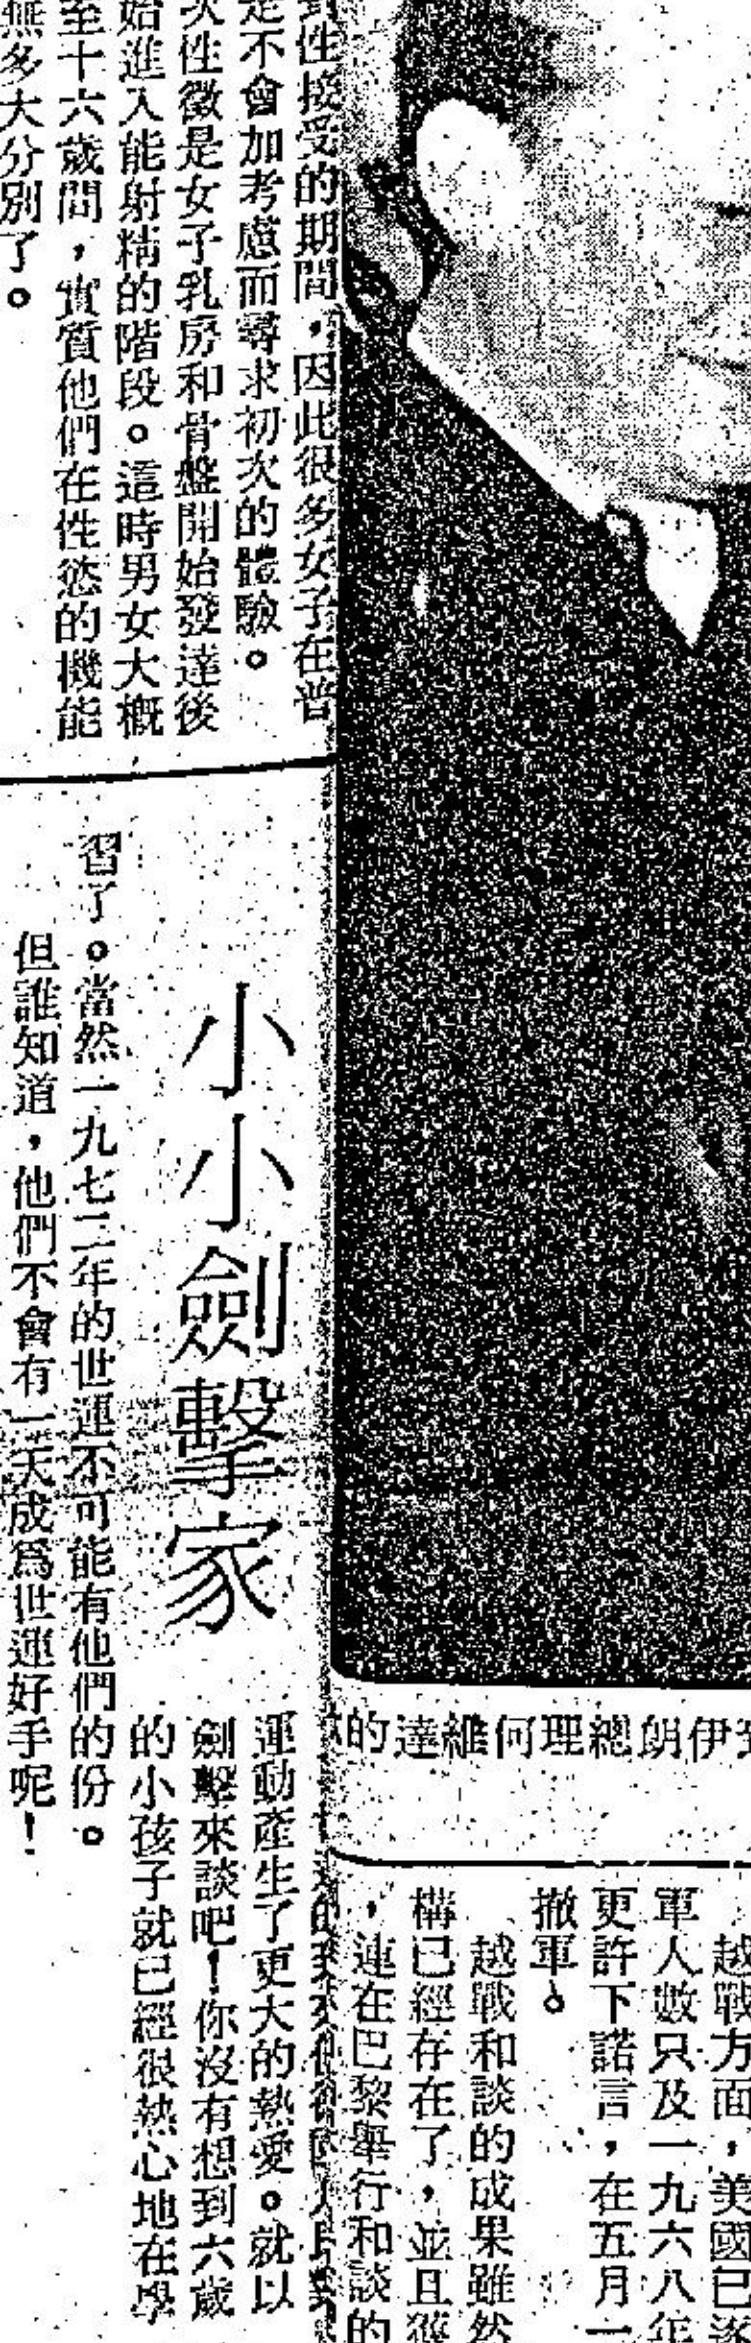 性接受的期間，因此很多女子在普
是不會加考慮而尋求初次的體驗。
次性徵是女子乳房和骨盤開始發達後
始進入能射精的階段。這時男女大概
至十六歲間，實質他們在性慾的機能
無多大分別了。
伊朗總理何維達的
越戰方面，美國已逐
軍人數只及一九六八年
更許下諾言，在五月一
撤軍。
越戰和談的成果雖然
構已經存在了，並且
，連在巴黎舉行和談的
小小劍擊家
運動產生了更大的熱愛。就以
劍擊來談吧！你沒有想到六歲
的小孩子就已經很熱心地在學
習了。當然一九七二年的世運不可能有他們的份。
但誰知道，他們不會有一天成爲世運好手呢！